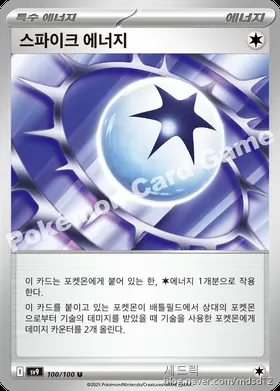 특수 에너지
에너지
스파이크 에너지
Pokémon Card Game
이 카드는 포켓몬에게 붙어 있는 한, 에너지 1개분으로 작용
한다.
이 카드를 붙이고 있는 포켓몬이 배틀필드에서 상대의 포켓몬
으로부터 기술의 데미지를 받았을 때 기술을 사용한 포켓몬에게
데미지 카운터를 2개 올린다.
세드릭
sv9 100/100 U
©2025 Pokémon/Nintendo/Creatures/GAME FREAK